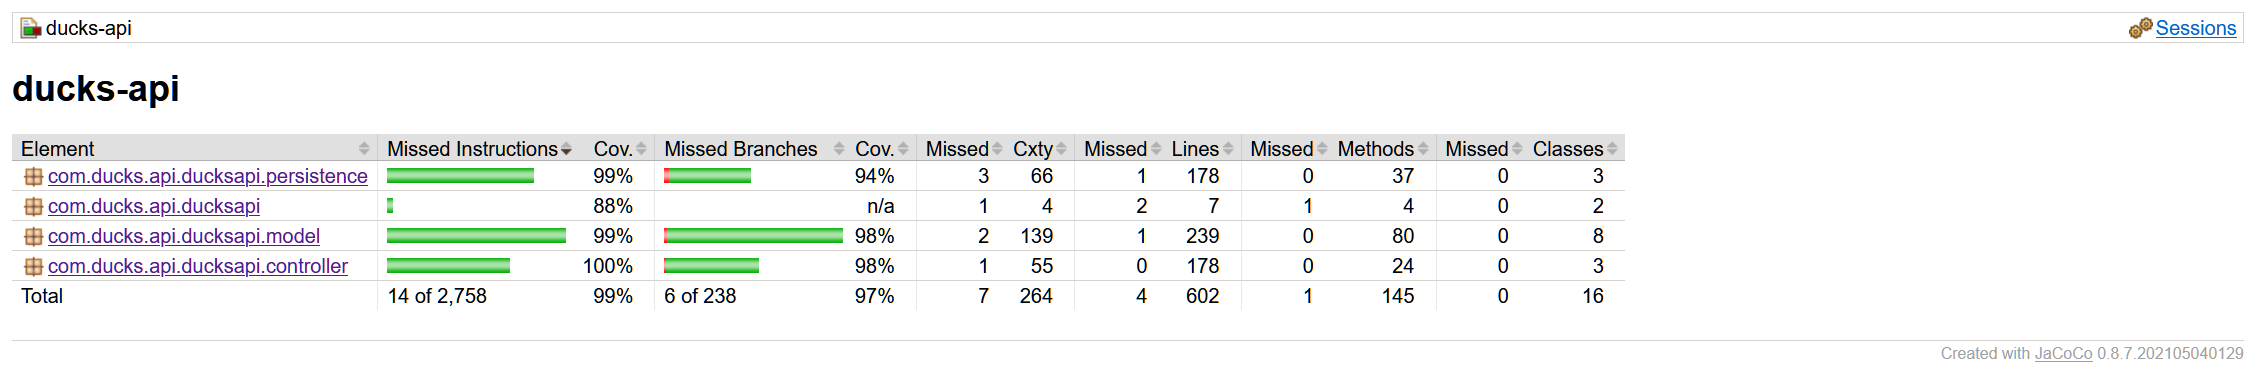 ducks-api Sessions
ducks-api
Element Missed Instructions Cov. Missed Branches Cov. Missed Cxty Missed Lines Missed Methods Missed Classes
com.ducks.api.ducksapi.persistence 99% 94% 3 66 1 178 0 37 0 3
com.ducks.api.ducksapi 88% n/a 1 4 2 7 1 4 0 2
com.ducks.api.ducksapi.model 99% 98% 2 139 1 239 0 80 0 8
com.ducks.api.ducksapi.controller 100% 98% 1 55 0 178 0 24 0 3
Total 14 of 2,758 99% 6 of 238 97% 7 264 4 602 1 145 0 16
Created with JaCoCo 0.8.7.202105040129